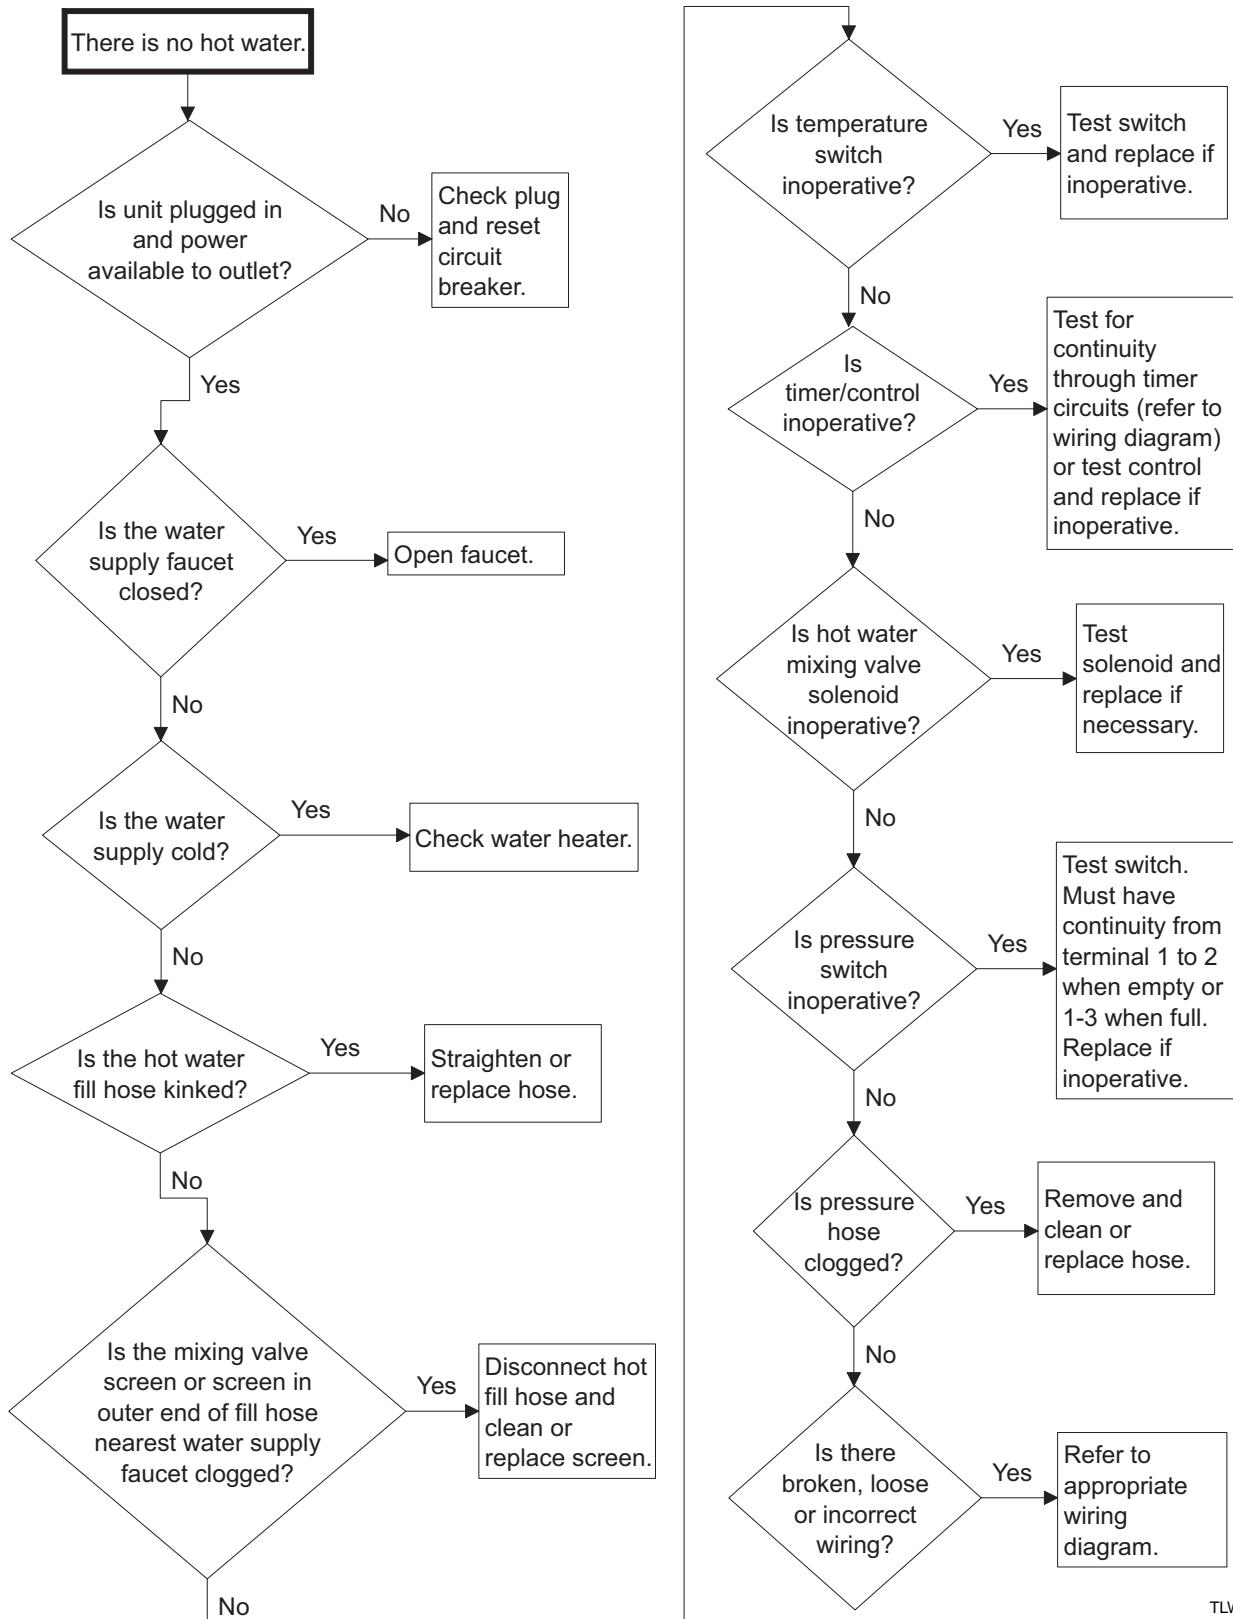 There is no hot water.
Is unit plugged in
and power
available to outlet?
No
Check plug
and reset
circuit
breaker.
Yes
Is the water
supply faucet
closed?
Yes
Open faucet.
No
Is the water
supply cold?
Yes
Check water heater.
No
Is the hot water
fill hose kinked?
Yes
Straighten or
replace hose.
No
Is the mixing valve
screen or screen in
outer end of fill hose
nearest water supply
faucet clogged?
Yes
Disconnect hot
fill hose and
clean or
replace screen.
No
Is temperature
switch
inoperative?
Yes
Test switch
and replace if
inoperative.
No
Is
timer/control
inoperative?
Yes
Test for
continuity
through timer
circuits (refer to
wiring diagram)
or test control
and replace if
inoperative.
No
Is hot water
mixing valve
solenoid
inoperative?
Yes
Test
solenoid and
replace if
necessary.
No
Is pressure
switch
inoperative?
Yes
Test switch.
Must have
continuity from
terminal 1 to 2
when empty or
1-3 when full.
Replace if
inoperative.
No
Is pressure
hose
clogged?
Yes
Remove and
clean or
replace hose.
No
Is there
broken, loose
or incorrect
wiring?
Yes
Refer to
appropriate
wiring
diagram.